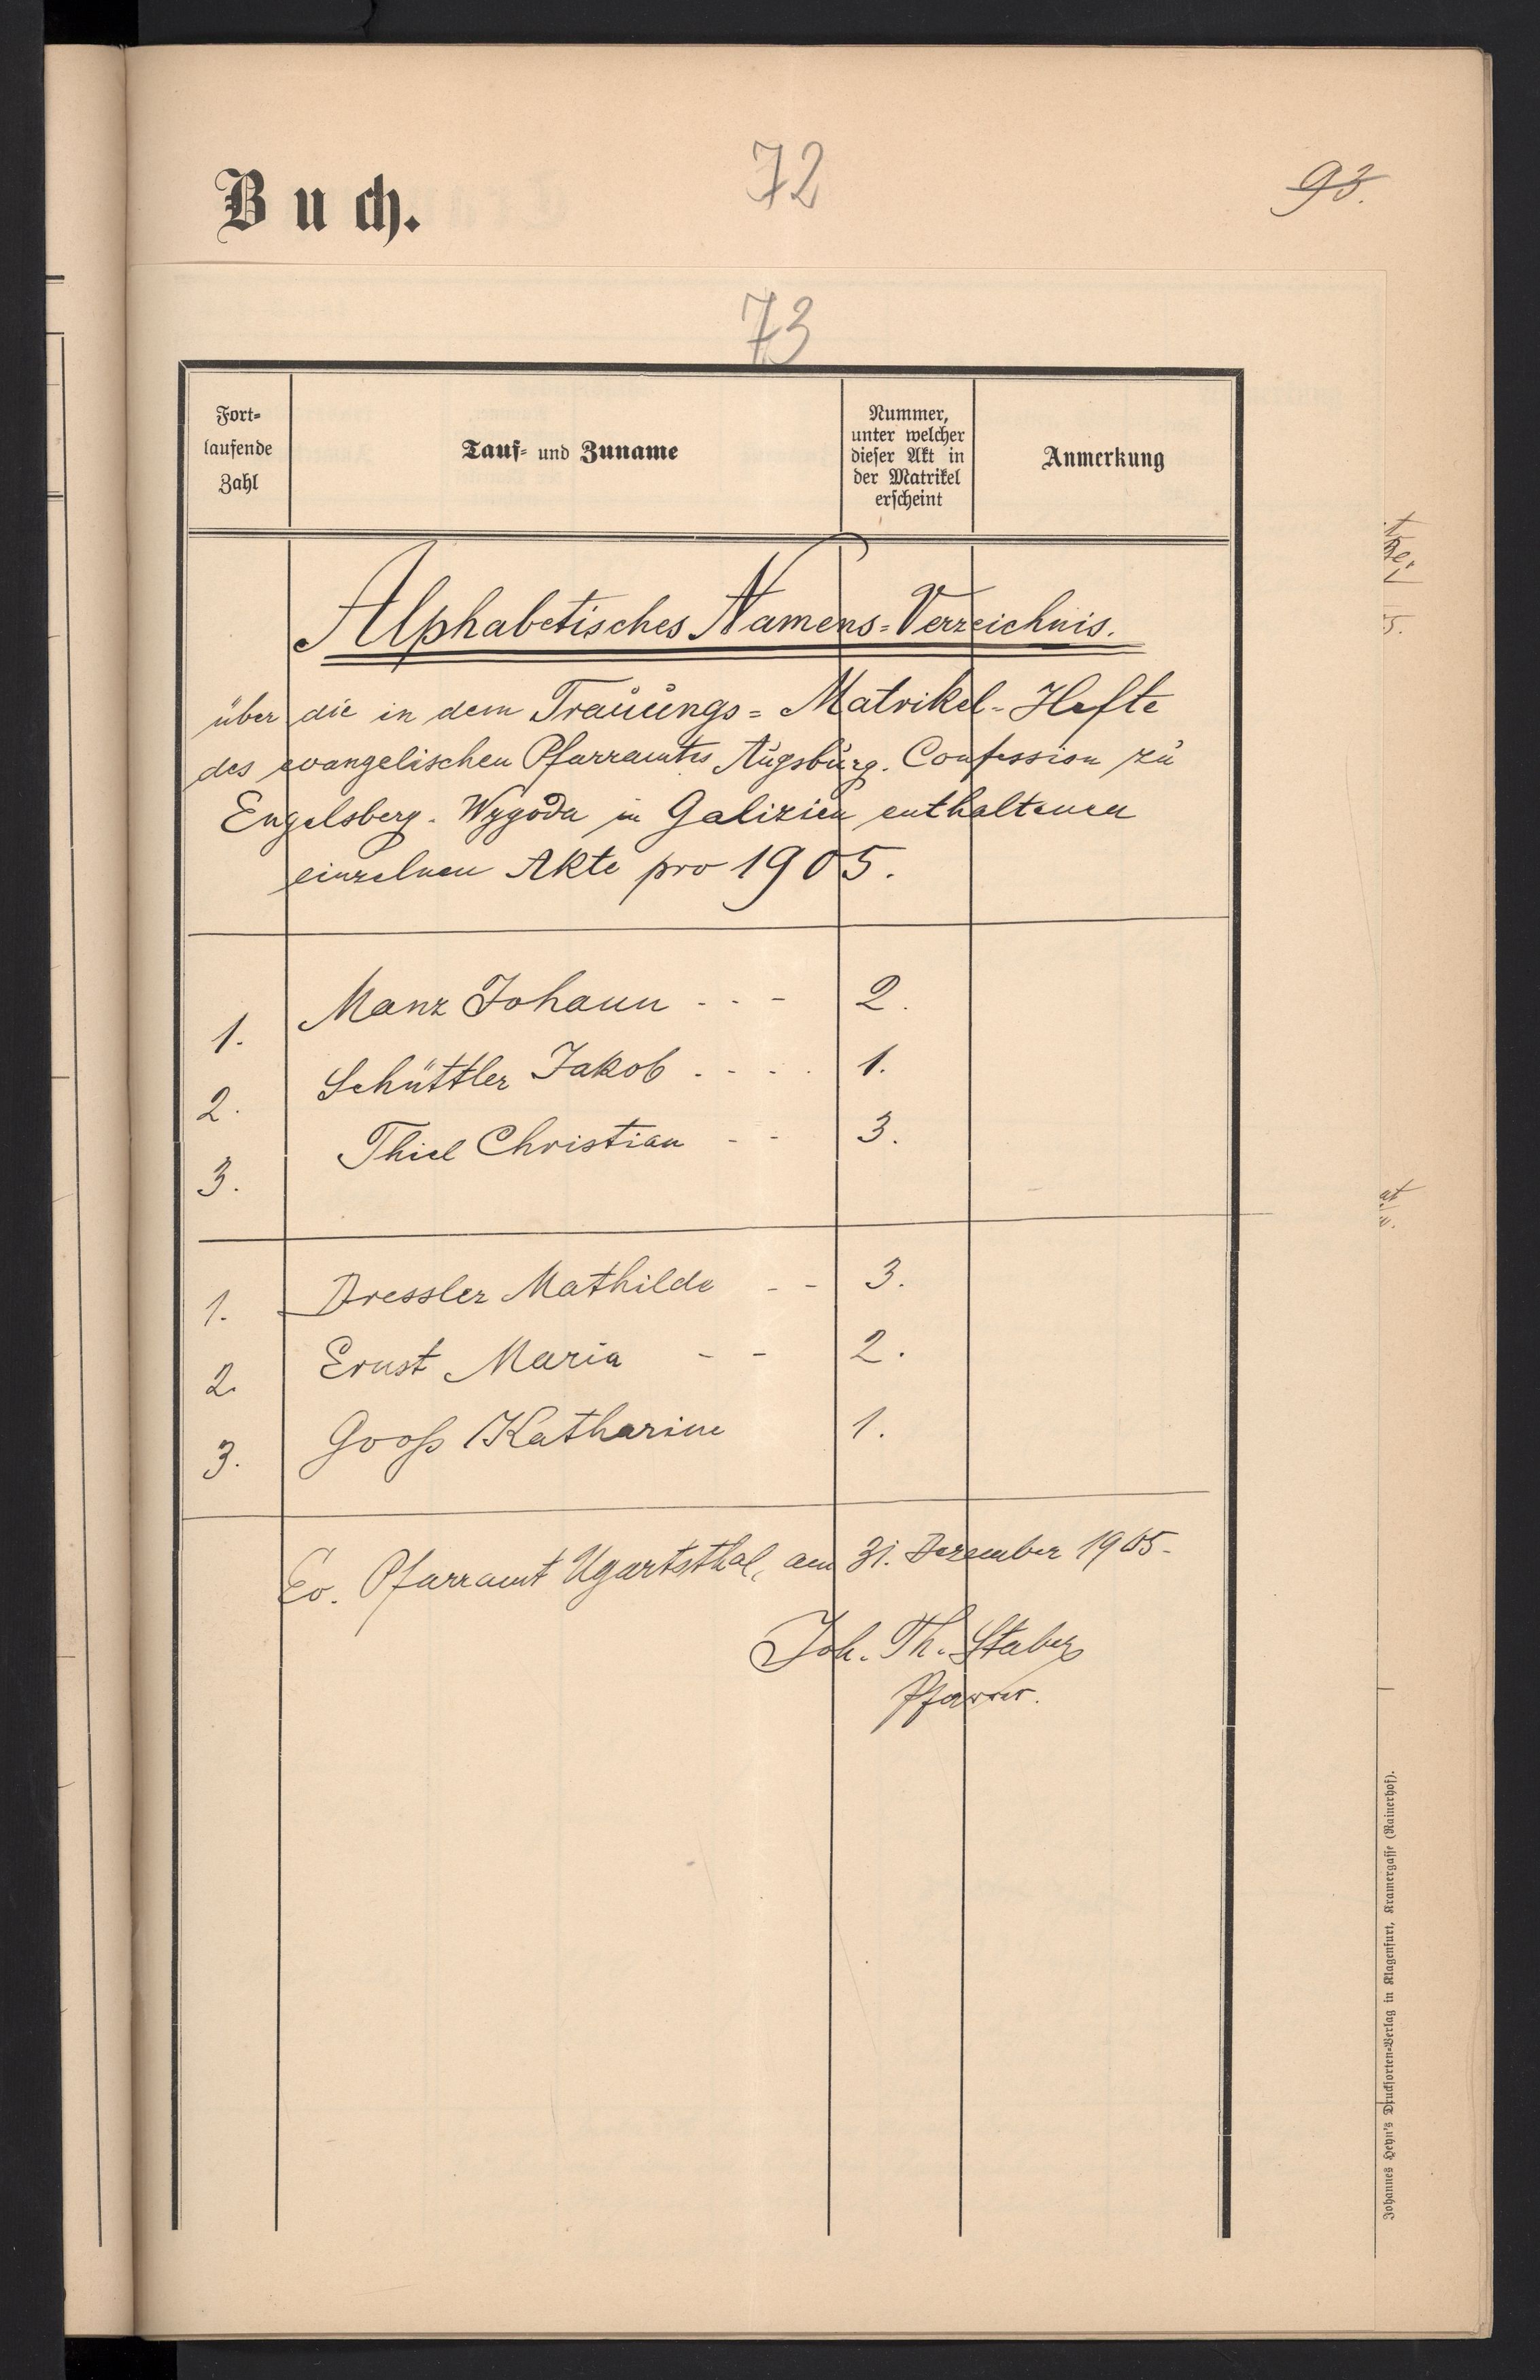 Buch.
72
93.
73
Fort-
laufende
Zahl
Tauf- und Zuname
Nummer,
unter welcher
dieser Akt in
der Matrikel
erscheint
Anmerkung
Alphabetisches Namens-Verzeichnis.
über die in dem Trauungs-Matrikel-Hefte
des evangelischen Pfarramtes Augsburg. Confession zu
Engelsberg-Wygoda in Galizien enthaltenen
einzelnen Akte pro 1905.
1. Manz Johann - - - 2.
2. Schüttler Jakob - - - 1.
3. Thiel Christian - - 3.
1. Dressler Mathilde - - 3.
2. Ernst Maria - - 2.
3. Gooß Katharine 1.
Ev. Pfarramt Ugartsthal, am 31. Dezember 1905.
Joh. Th. Staber
Pfarrer.
Johannes Heyn's Drucksorten-Verlag in Klagenfurt, Kramergasse (Rainerhof).